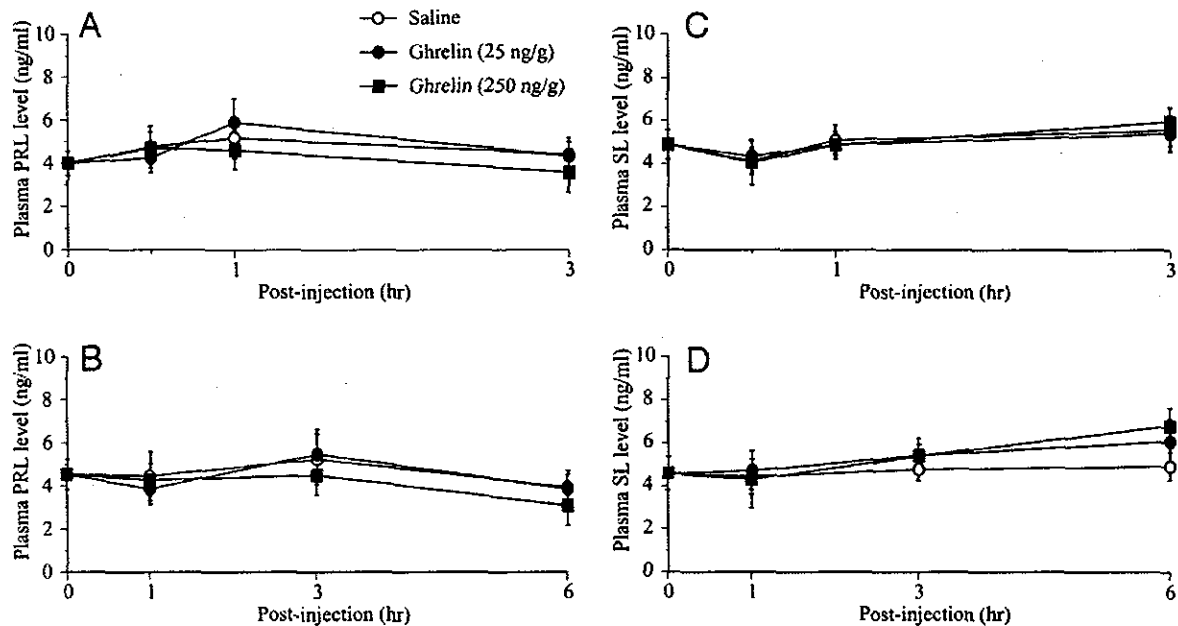 A
Saline
Ghrelin (25 ng/g)
Ghrelin (250 ng/g)
Plasma PRL level (ng/ml)
10
8
6
4
2
0
0
1
3
Post-injection (hr)
C
Plasma SL level (ng/ml)
10
8
6
4
2
0
0
1
3
Post-injection (hr)
B
Plasma PRL level (ng/ml)
10
8
6
4
2
0
0
1
3
6
Post-injection (hr)
D
Plasma SL level (ng/ml)
10
8
6
4
2
0
0
1
3
6
Post-injection (hr)